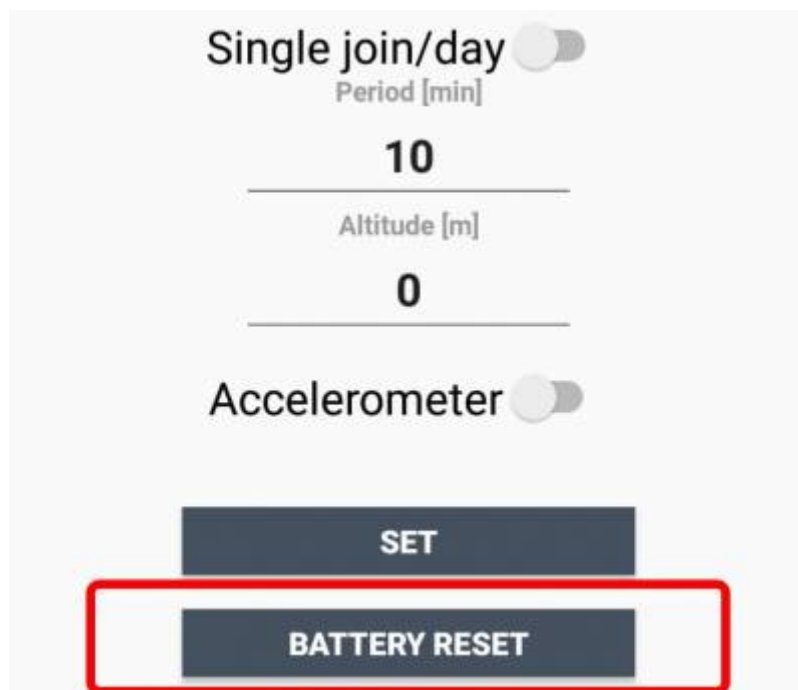 Single join/day
Period [min]
10
Altitude [m]
0
Accelerometer
SET
BATTERY RESET